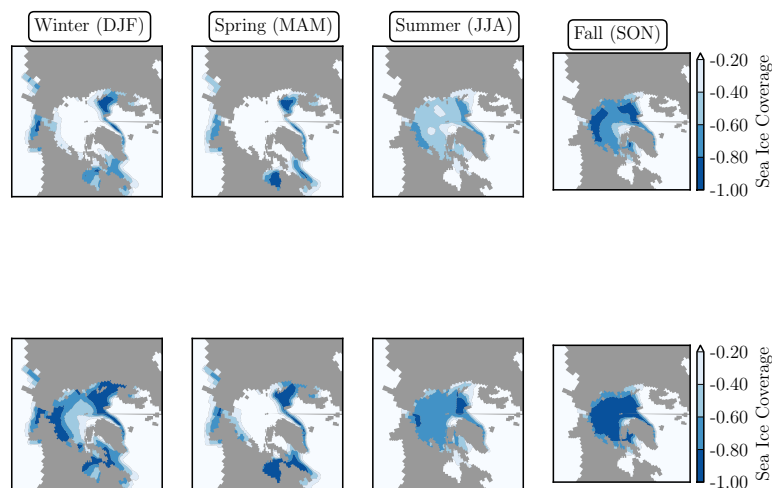 Winter (DJF)
Spring (MAM)
Summer (JJA)
Fall (SON)
-0.20
-0.40
-0.60
-0.80
-1.00
Sea Ice Coverage
-0.20
-0.40
-0.60
-0.80
-1.00
Sea Ice Coverage